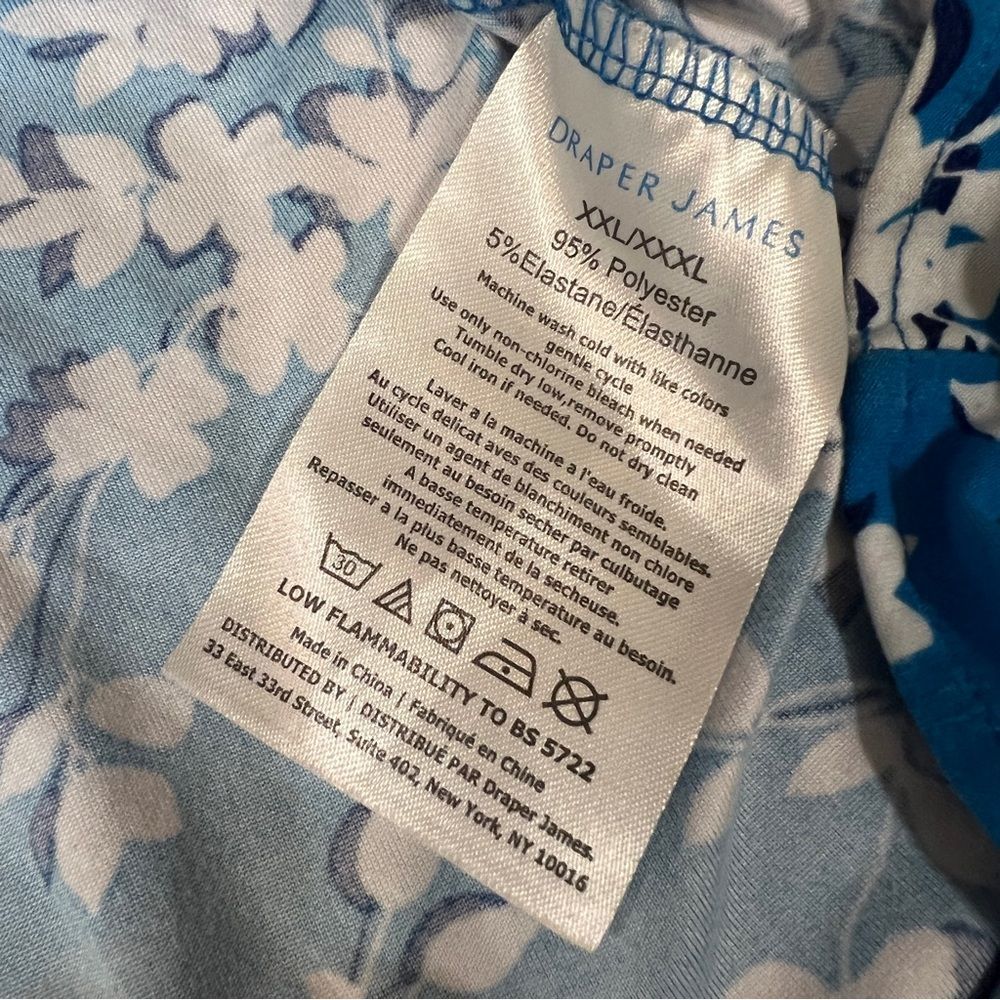 DRAPER JAMES
XXL/XXXL
95% Polyester
5%Elastane/Élasthanne
Machine wash cold with like colors
gentle cycle
Use only non-chlorine bleach when needed
Tumble dry low,remove promptly
Cool iron if needed. Do not dry clean
Laver a la machine a l'eau froide.
Au cycle delicat aves des couleurs semblables.
Utiliser un agent de blanchiment non chlore
seulement au besoin secher par culbutage
A basse temperature retirer
immediatement de la secheuse.
Repasser a la plus basse temperature au besoin.
Ne pas nettoyer à sec.
30
LOW FLAMMABILITY TO BS 5722
Made in China | Fabriqué en Chine
DISTRIBUTED BY | DISTRIBUÉ PAR Draper James.
33 East 33rd Street, Suite 402, New York, NY 10016